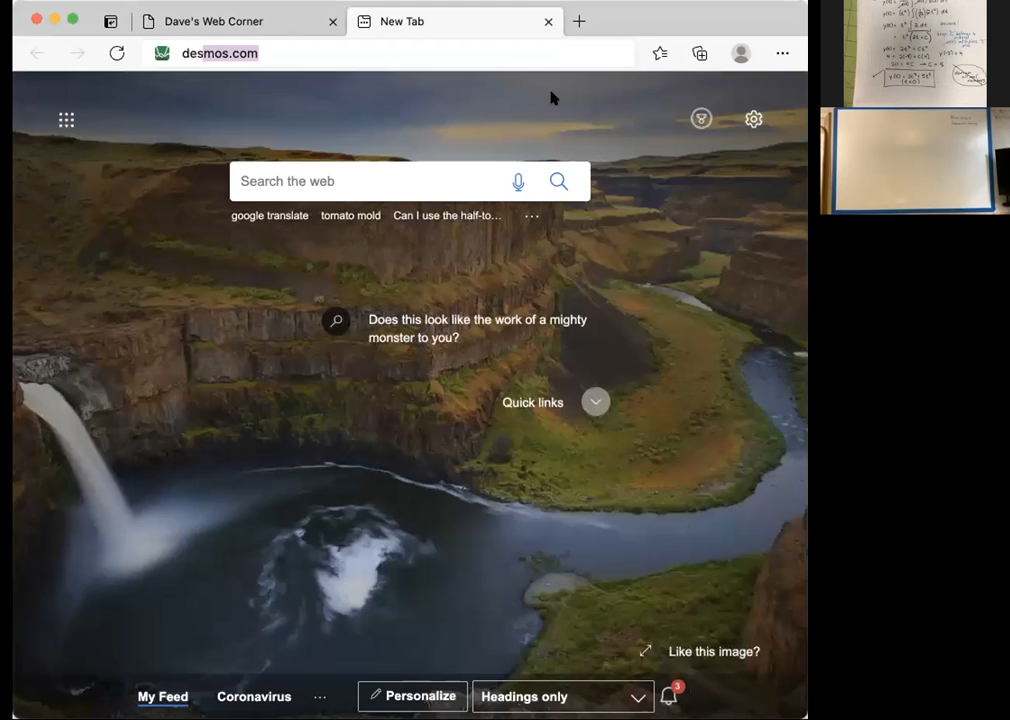 Dave's Web Corner
New Tab
desmos.com
Search the web
google translate
tomato mold
Can I use the half-to...
Does this look like the work of a mighty
monster to you?
Quick links
Like this image?
My Feed
Coronavirus
Personalize
Headings only
3